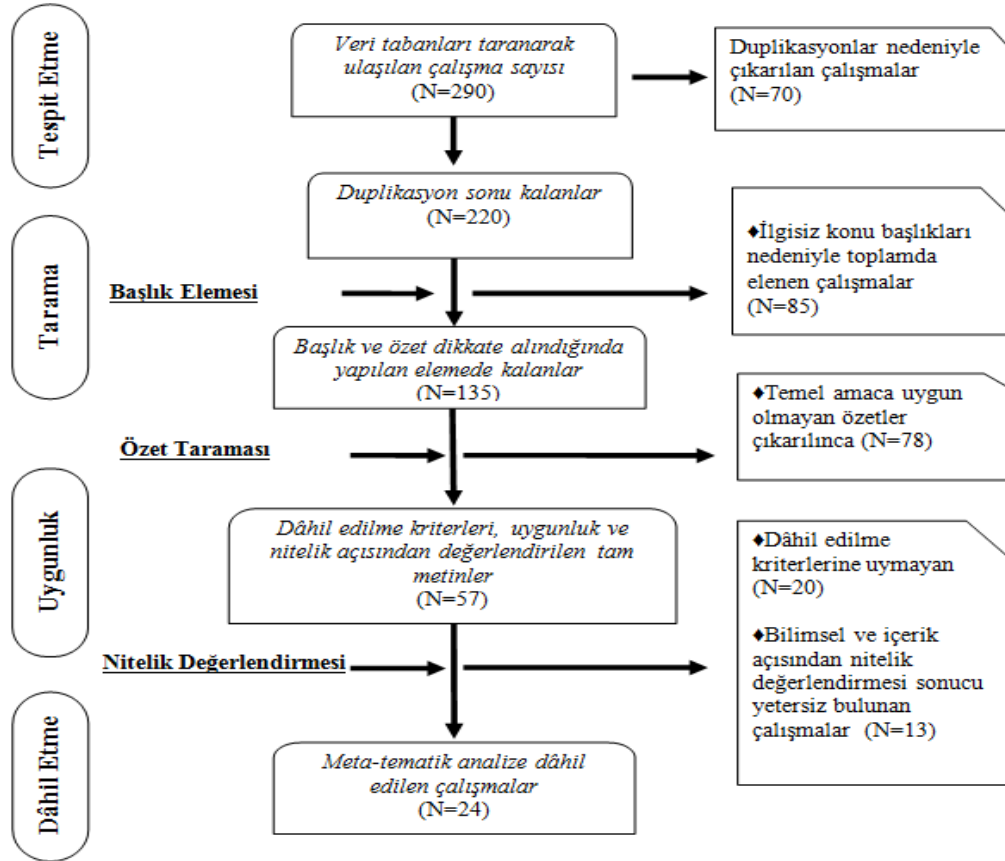 Tespit Etme
Veri tabanları taranarak
ulaşılan çalışma sayısı
(N=290)
Duplikasyonlar nedeniyle
çıkarılan çalışmalar
(N=70)
Duplikasyon sonu kalanlar
(N=220)
Tarama
Başlık Elemesi
♦İlgisiz konu başlıkları
nedeniyle toplamda
elenen çalışmalar
(N=85)
Başlık ve özet dikkate alındığında
yapılan elemede kalanlar
(N=135)
Özet Taraması
♦Temel amaca uygun
olmayan özetler
çıkarılınca (N=78)
Uygunluk
Dâhil edilme kriterleri, uygunluk ve
nitelik açısından değerlendirilen tam
metinler
(N=57)
♦Dâhil edilme
kriterlerine uymayan
(N=20)
♦Bilimsel ve içerik
açısından nitelik
değerlendirmesi sonucu
yetersiz bulunan
çalışmalar (N=13)
Nitelik Değerlendirmesi
Dâhil Etme
Meta-tematik analize dâhil
edilen çalışmalar
(N=24)